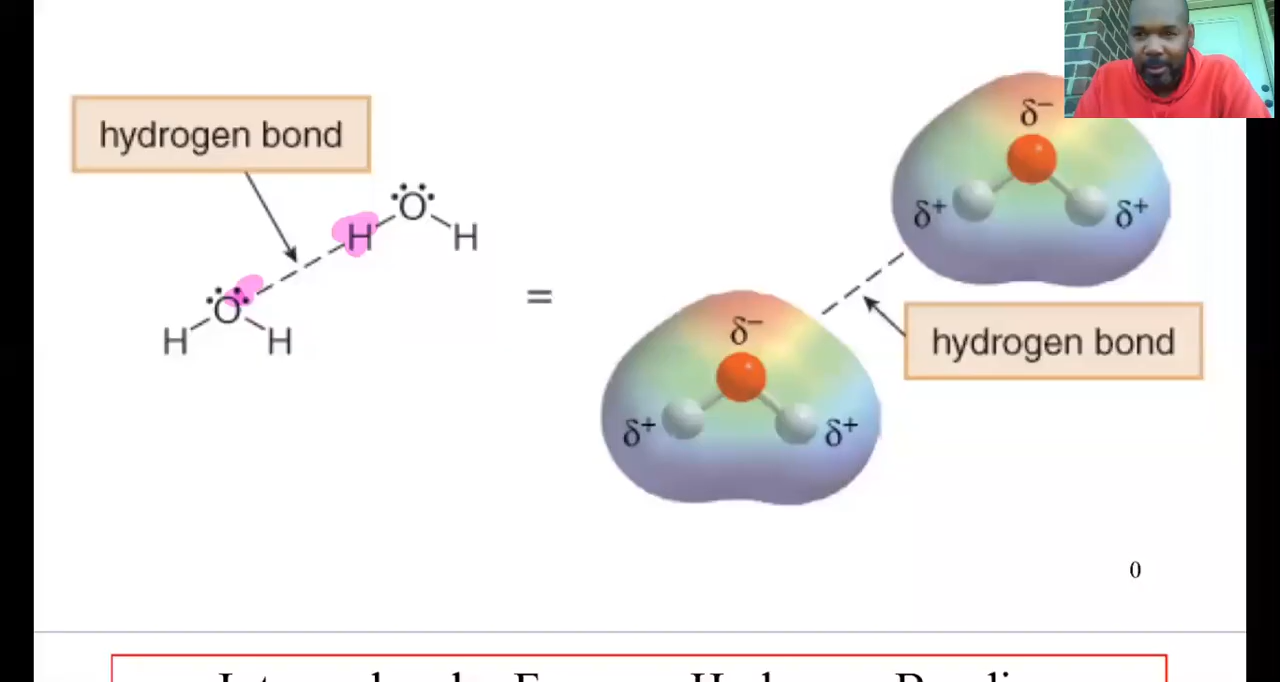 hydrogen bond
O
H H
O
H H
=
δ−
δ+ δ+
δ−
δ+ δ+
hydrogen bond
0